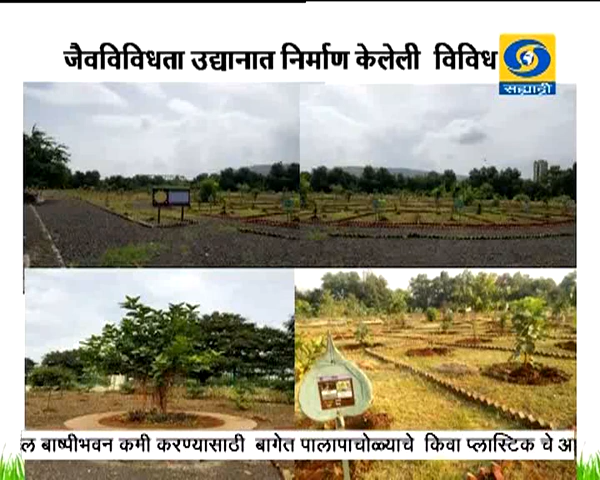 जैवविविधता उद्यानात निर्माण केलेली विविध
सह्याद्री
ल बाष्पीभवन कमी करण्यासाठी बागेत पालापाचोळ्याचे किवा प्लास्टिक चे आ